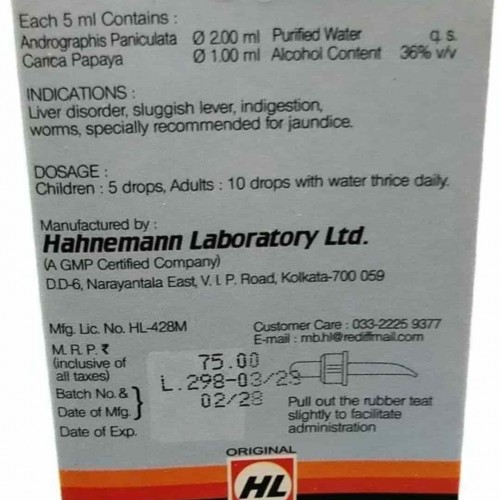 Each 5 ml Contains :
Andrographis Paniculata Ø 2.00 ml Purified Water q. s.
Carica Papaya Ø 1.00 ml Alcohol Content 36% v/v
INDICATIONS :
Liver disorder, sluggish lever, indigestion,
worms, specially recommended for jaundice.
DOSAGE :
Children : 5 drops, Adults : 10 drops with water thrice daily.
Manufactured by :
Hahnemann Laboratory Ltd.
(A GMP Certified Company)
D.D-6, Narayantala East, V. I. P. Road, Kolkata-700 059
Mfg. Lic. No. HL-428M
Customer Care : 033-2225 9377
E-mail : mb.hl@rediffmail.com
M. R. P. ₹
(inclusive of
all taxes)
75.00
Batch No. &
Date of Mfg.
L.298-03/23
Date of Exp.
02/28
Pull out the rubber teat
slightly to facilitate
administration
ORIGINAL
HL